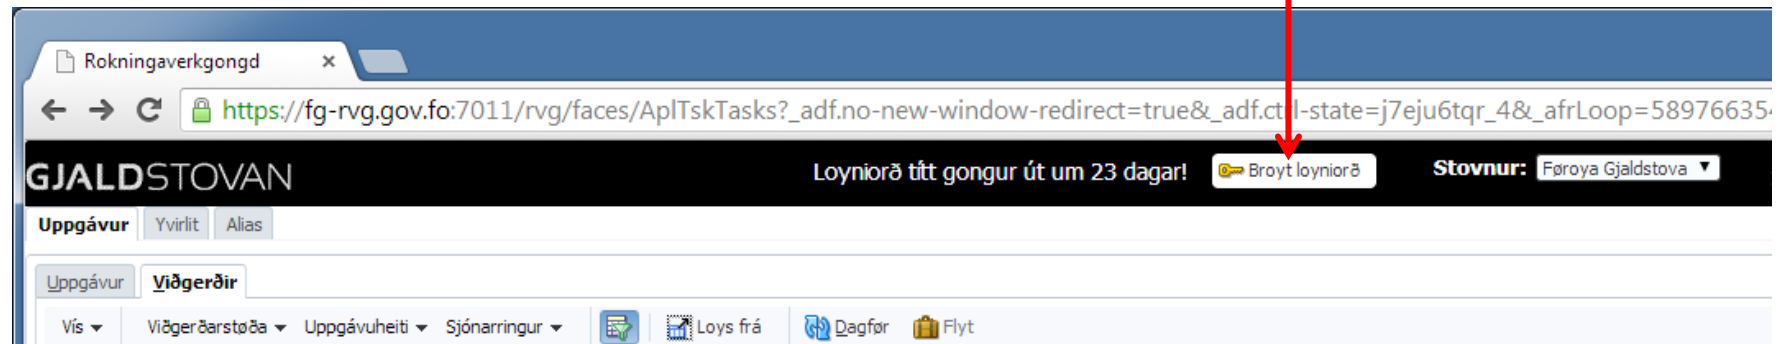 Rokningaverkgongd
https://fg-rvg.gov.fo:7011/rvg/faces/AplTskTasks?_adf.no-new-window-redirect=true&_adf.ctrl-state=j7eju6tqr_4&_afrLoop=58976635
GJALDSTOVAN Loyniorð títt gongur út um 23 dagar! Broyt loyniorð Stovnur: Føroya Gjaldstova
Uppgávur Yvirlit Alias
Uppgávur Viðgerðir
Vís Viðgerðarstøða Uppgávuheiti Sjónarringur Loys frá Dagfør Flyt